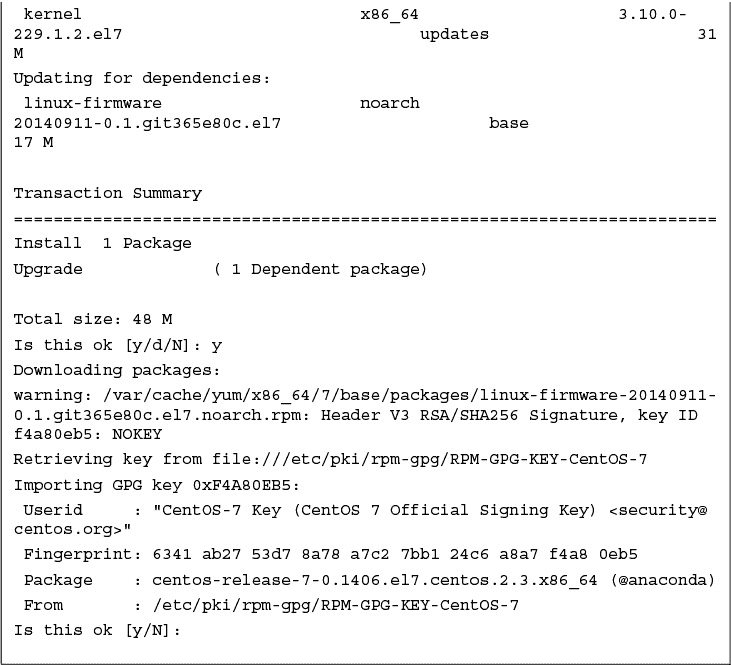 kernel x86_64 3.10.0-
229.1.2.el7 updates 31
M
Updating for dependencies:
linux-firmware noarch
20140911-0.1.git365e80c.el7 base
17 M
Transaction Summary
=======================================================================
Install 1 Package
Upgrade ( 1 Dependent package)
Total size: 48 M
Is this ok [y/d/N]: y
Downloading packages:
warning: /var/cache/yum/x86_64/7/base/packages/linux-firmware-20140911-
0.1.git365e80c.el7.noarch.rpm: Header V3 RSA/SHA256 Signature, key ID
f4a80eb5: NOKEY
Retrieving key from file:///etc/pki/rpm-gpg/RPM-GPG-KEY-CentOS-7
Importing GPG key 0xF4A80EB5:
Userid : "CentOS-7 Key (CentOS 7 Official Signing Key) <security@
centos.org>"
Fingerprint: 6341 ab27 53d7 8a78 a7c2 7bb1 24c6 a8a7 f4a8 0eb5
Package : centos-release-7-0.1406.el7.centos.2.3.x86_64 (@anaconda)
From : /etc/pki/rpm-gpg/RPM-GPG-KEY-CentOS-7
Is this ok [y/N]: